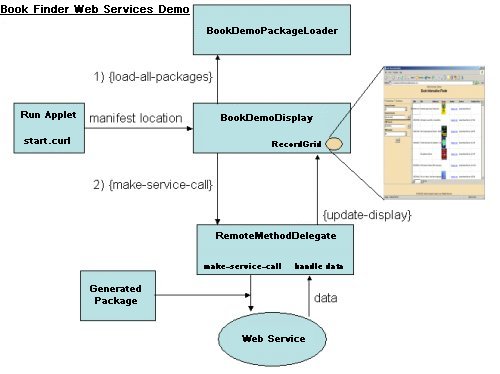 Book Finder Web Services Demo
BookDemoPackageLoader
1) {load-all-packages}
Run Applet
start.curl
manifest location
BookDemoDisplay
RecordGrid
2) {make-service-call}
{update-display}
RemoteMethodDelegate
make-service-call handle data
Generated
Package
data
Web Service